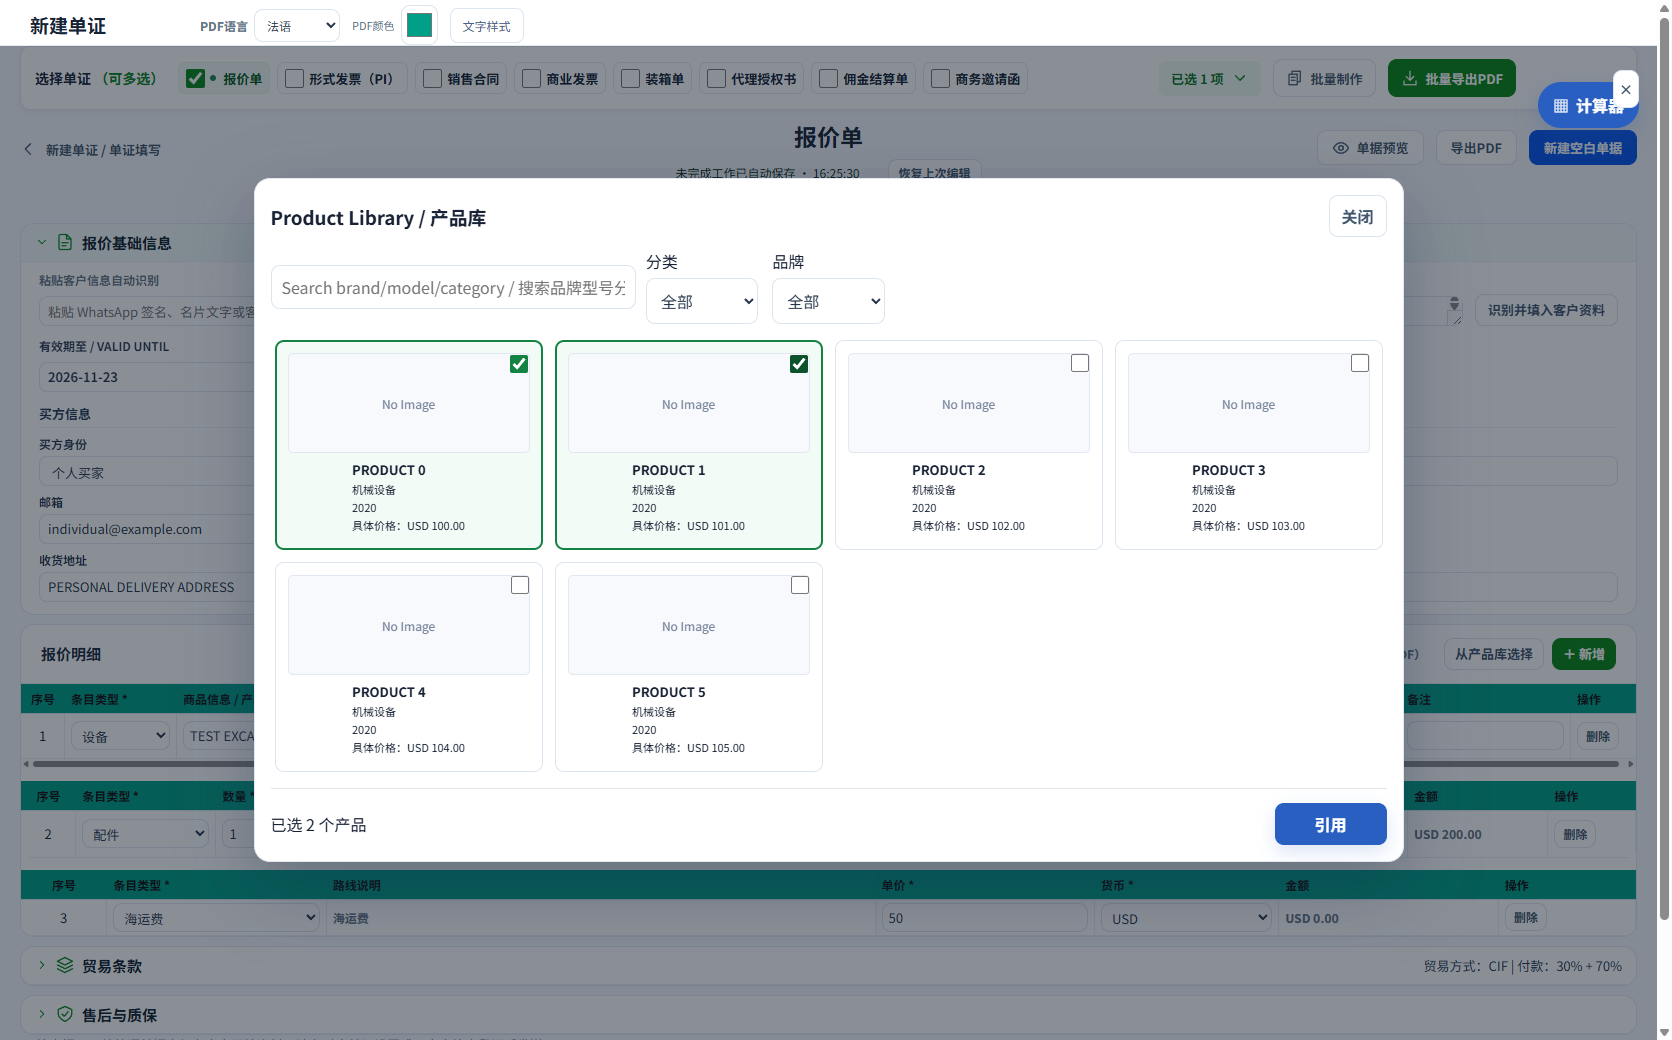 新建单证
PDF语言
法语
PDF颜色
文字样式
选择单证 （可多选）
报价单
形式发票（PI）
销售合同
商业发票
装箱单
代理授权书
佣金结算单
商务邀请函
已选 1 项
批量制作
批量导出PDF
计算器
新建单证 / 单证填写
报价单
未完成工作已自动保存 · 16:25:30
恢复上次编辑
单据预览
导出PDF
新建空白单据
Product Library / 产品库
关闭
Search brand/model/category / 搜索品牌型号分
分类
全部
品牌
全部
No Image
PRODUCT 0
机械设备
2020
具体价格：USD 100.00
No Image
PRODUCT 1
机械设备
2020
具体价格：USD 101.00
No Image
PRODUCT 2
机械设备
2020
具体价格：USD 102.00
No Image
PRODUCT 3
机械设备
2020
具体价格：USD 103.00
No Image
PRODUCT 4
机械设备
2020
具体价格：USD 104.00
No Image
PRODUCT 5
机械设备
2020
具体价格：USD 105.00
已选 2 个产品
引用
报价基础信息
粘贴客户信息自动识别
粘贴 WhatsApp 签名、名片文字或客
识别并填入客户资料
有效期至 / VALID UNTIL
2026-11-23
买方信息
买方身份
个人买家
邮箱
individual@example.com
收货地址
PERSONAL DELIVERY ADDRESS
报价明细
DF）
从产品库选择
+ 新增
序号 条目类型 * 商品信息 / 产 备注 操作
1 设备 TEST EXCA 删除
序号 条目类型 * 数量 * 金额 操作
2 配件 1 USD 200.00 删除
序号 条目类型 * 路线说明 单价 * 货币 * 金额 操作
3 海运费 海运费 50 USD USD 0.00 删除
贸易条款
贸易方式：CIF | 付款：30% + 70%
售后与质保